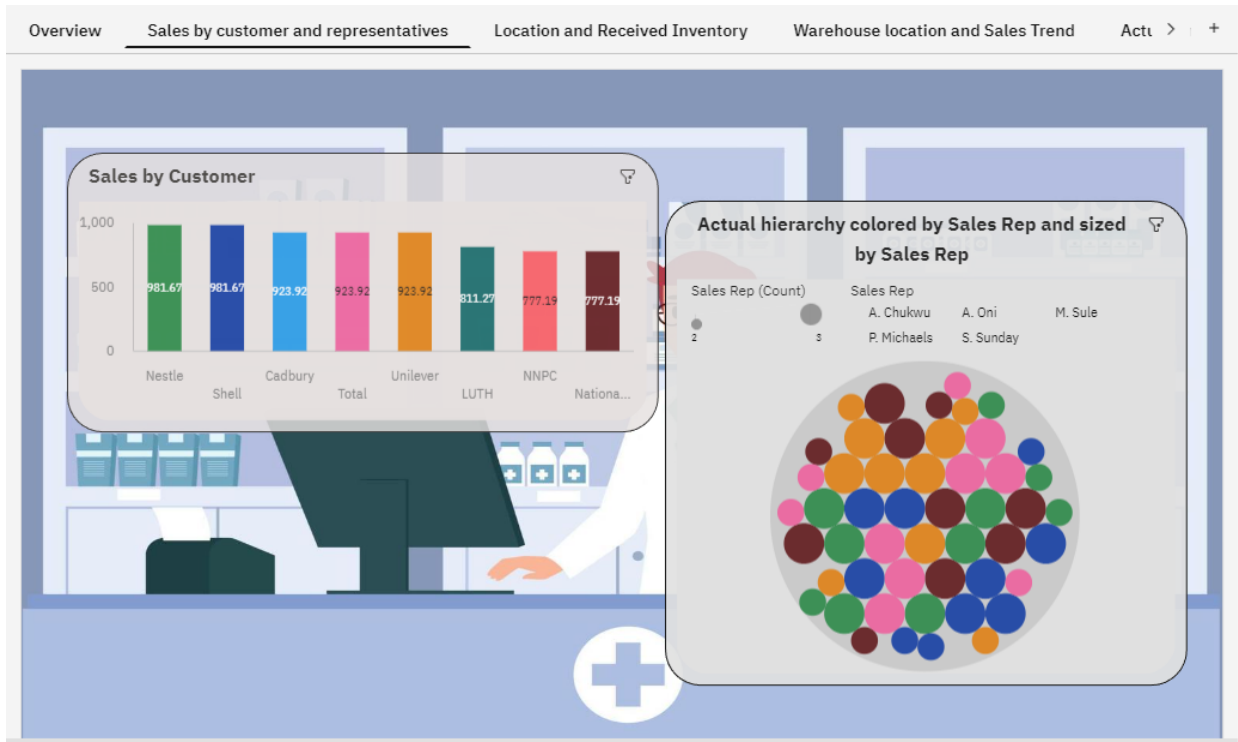 Overview Sales by customer and representatives Location and Received Inventory Warehouse location and Sales Trend Actu
Sales by Customer
1,000
500
0
981.67 981.67 923.92 923.92 923.92 811.27 777.19 777.19
Nestle Shell Cadbury Total Unilever LUTH NNPC Nationa...
Actual hierarchy colored by Sales Rep and sized
by Sales Rep
Sales Rep (Count) Sales Rep
2 3
A. Chukwu A. Oni M. Sule
P. Michaels S. Sunday